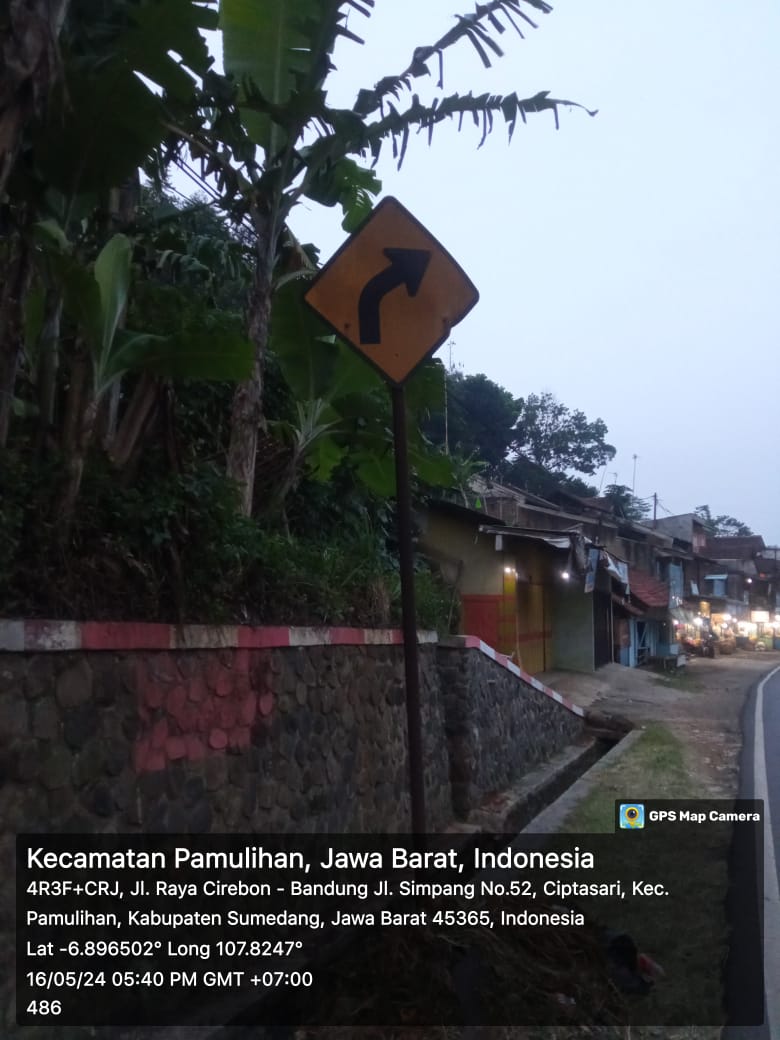 GPS Map Camera
Kecamatan Pamulihan, Jawa Barat, Indonesia
4R3F+CRJ, Jl. Raya Cirebon - Bandung Jl. Simpang No.52, Ciptasari, Kec.
Pamulihan, Kabupaten Sumedang, Jawa Barat 45365, Indonesia
Lat -6.896502° Long 107.8247°
16/05/24 05:40 PM GMT +07:00
486